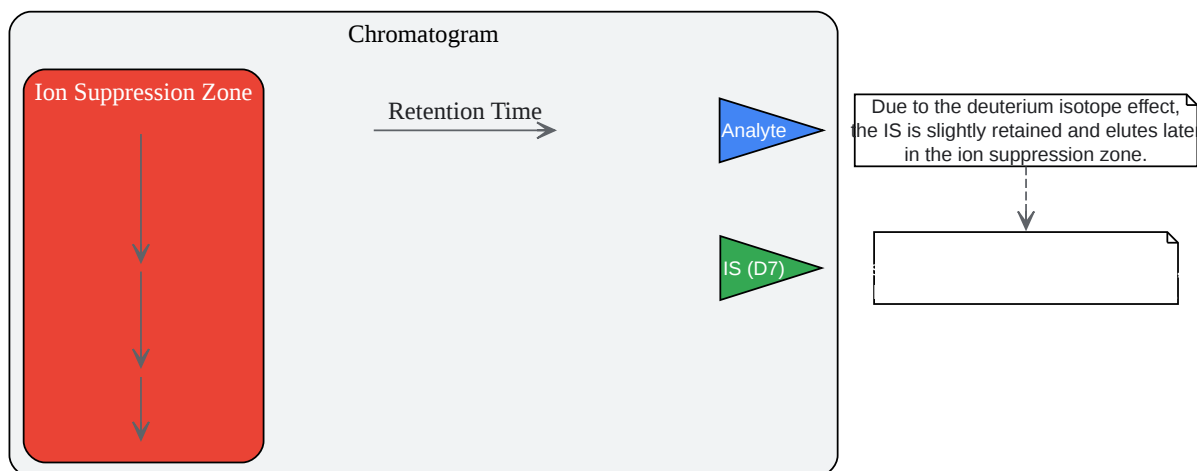 Chromatogram
Ion Suppression Zone
Retention Time
Analyte
Due to the deuterium isotope effect,
the IS is slightly retained and elutes later
in the ion suppression zone.
IS (D7)